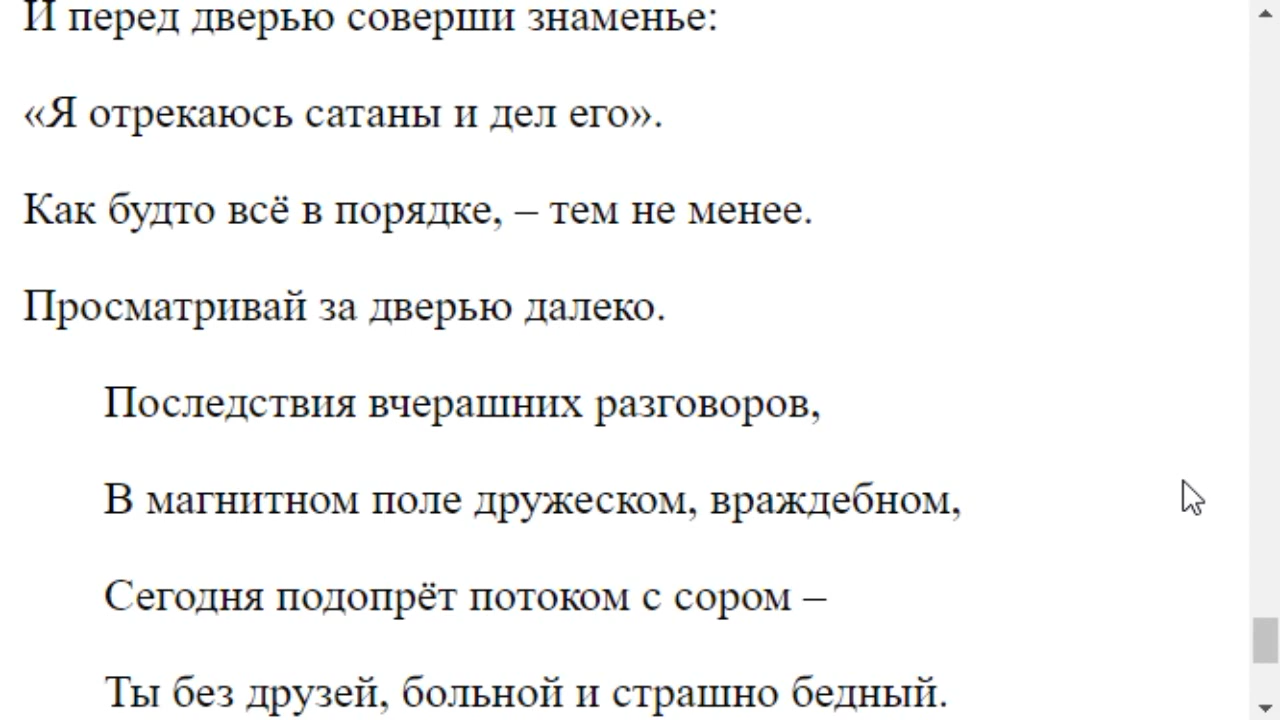 И перед дверью соверши знаменье:
«Я отрекаюсь сатаны и дел его».
Как будто всё в порядке, – тем не менее.
Просматривай за дверью далеко.
Последствия вчерашних разговоров,
В магнитном поле дружеском, враждебном,
Сегодня подопрёт потоком с сором –
Ты без друзей, больной и страшно бедный.